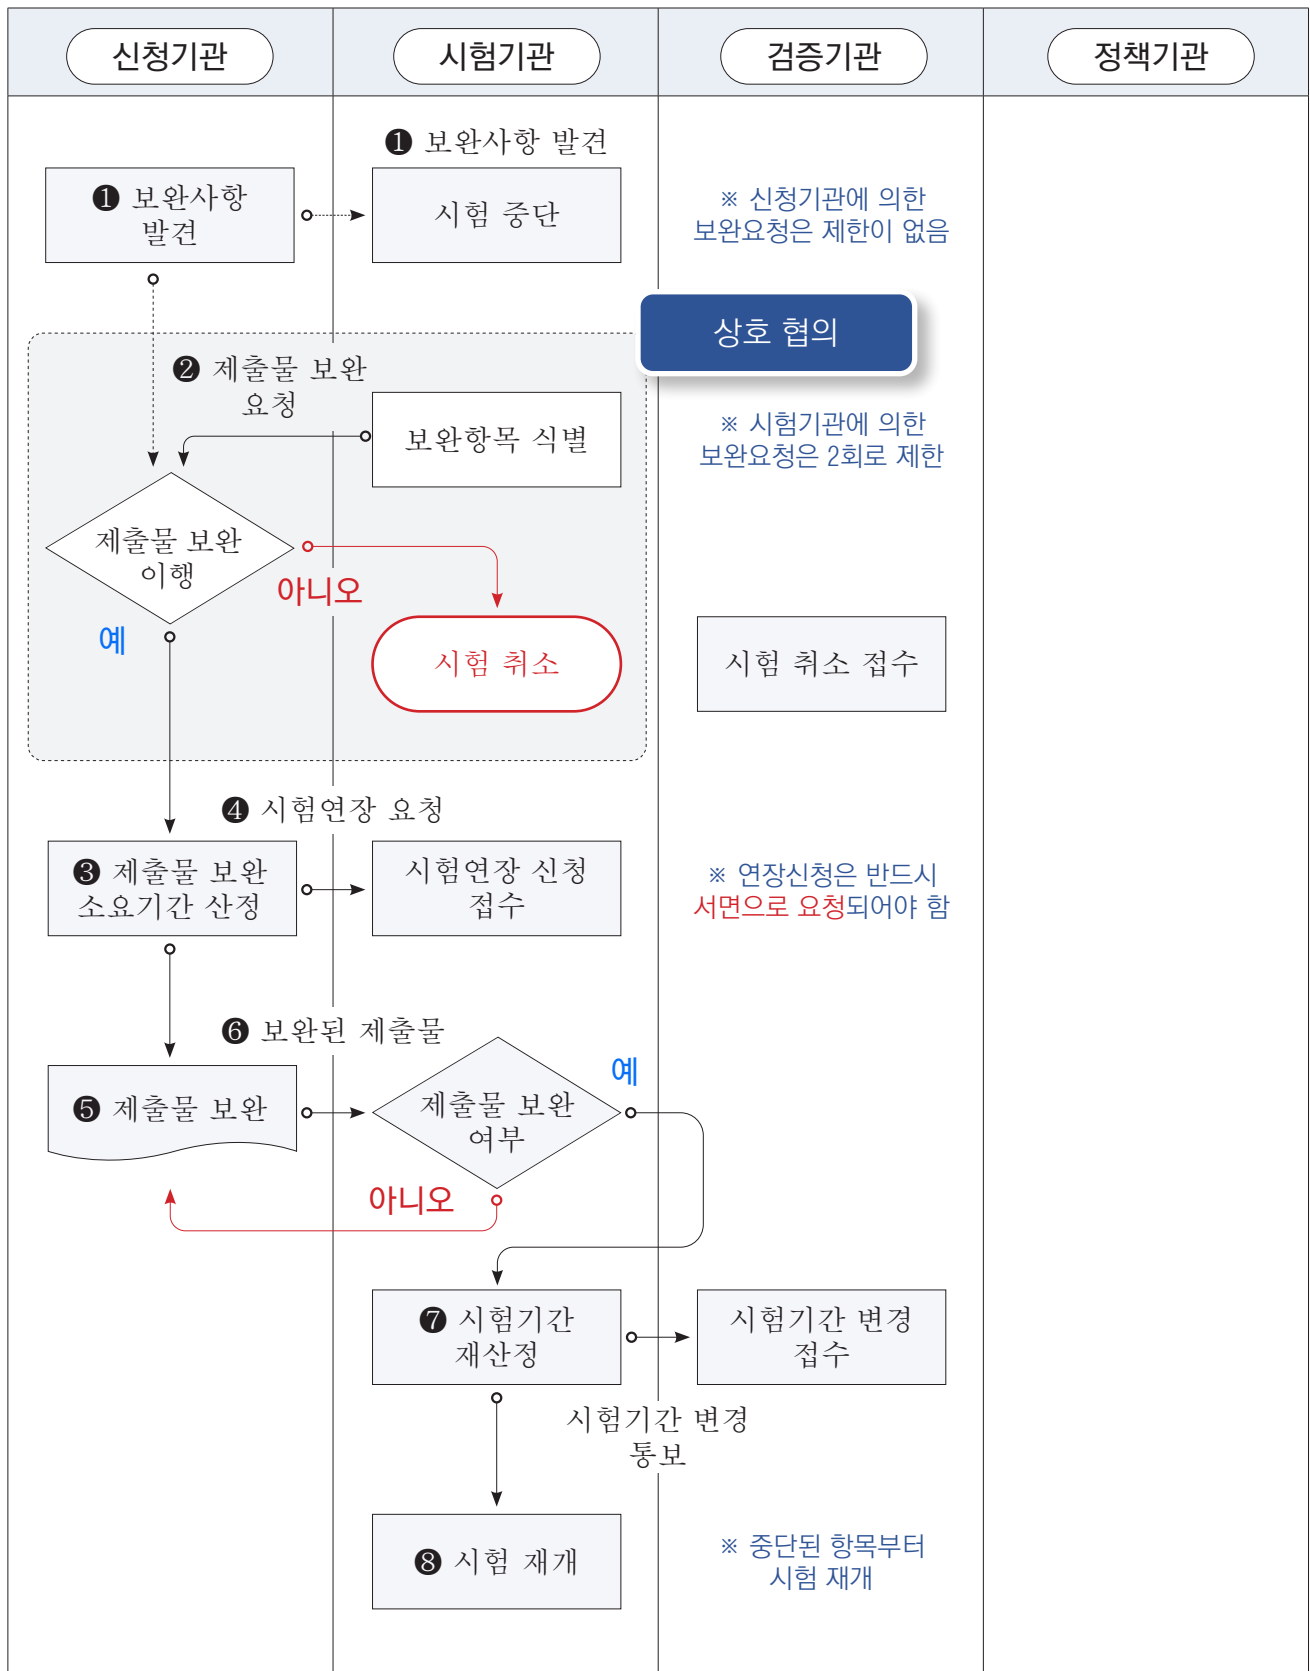 신청기관
시험기관
검증기관
정책기관
❶ 보완사항 발견
❶ 보완사항
발견
시험 중단
※ 신청기관에 의한
보완요청은 제한이 없음
상호 협의
❷ 제출물 보완
요청
보완항목 식별
※ 시험기관에 의한
보완요청은 2회로 제한
제출물 보완
이행
아니오
예
시험 취소
시험 취소 접수
❹ 시험연장 요청
❸ 제출물 보완
소요기간 산정
시험연장 신청
접수
※ 연장신청은 반드시
서면으로 요청되어야 함
❻ 보완된 제출물
예
❺ 제출물 보완
제출물 보완
여부
아니오
❼ 시험기간
재산정
시험기간 변경
접수
시험기간 변경
통보
❽ 시험 재개
※ 중단된 항목부터
시험 재개